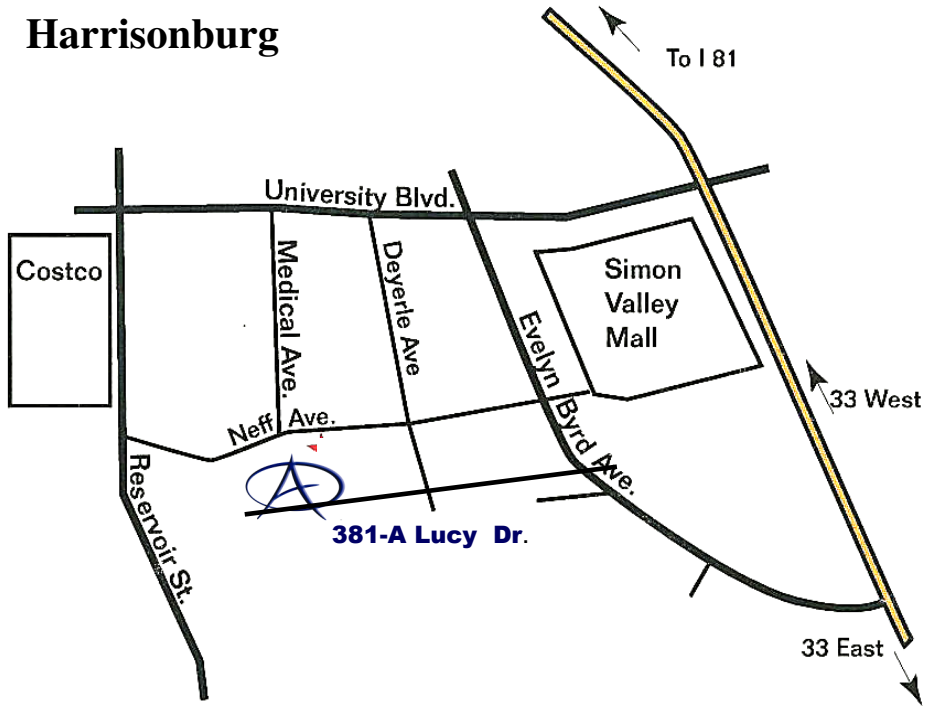 Harrisonburg
To I 81
University Blvd.
Costco
Medical Ave.
Deyerle Ave
Simon
Valley
Mall
Evelyn Byrd Ave.
33 West
Neff Ave.
Reservoir St.
A
381-A Lucy Dr.
33 East